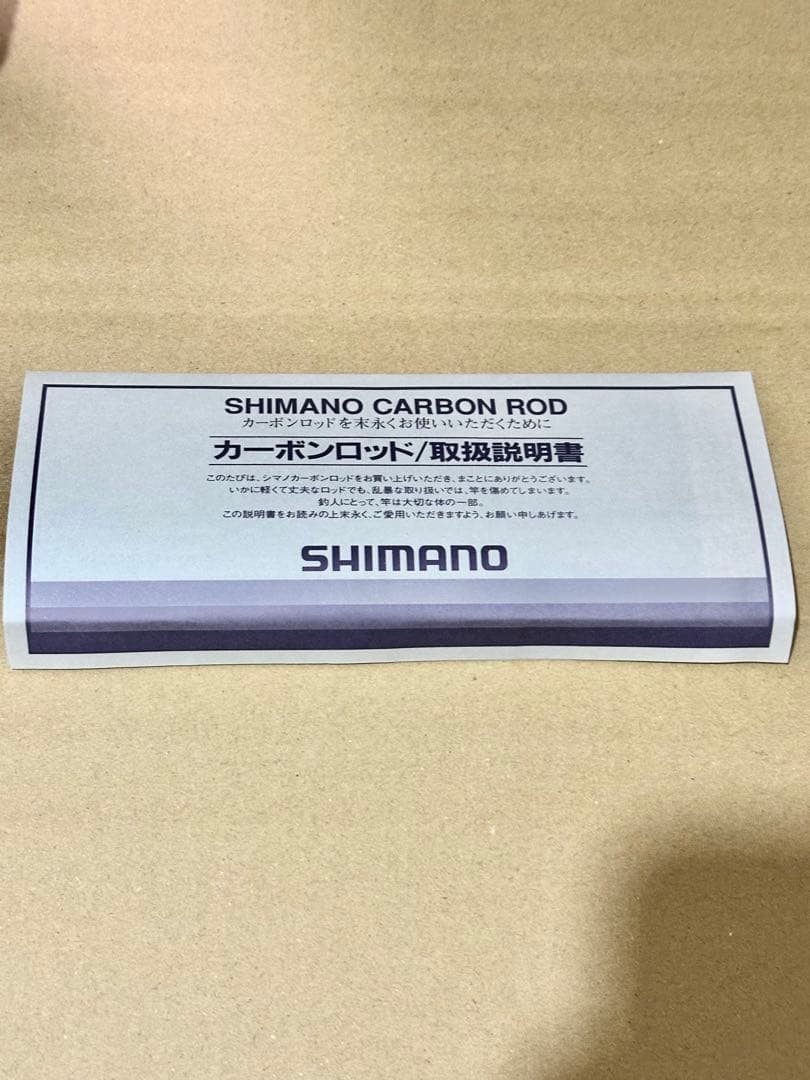 SHIMANO CARBON ROD
カーボンロッドを末永くお使いいただくために
カーボンロッド/取扱説明書
このたびは、シマノカーボンロッドをお買い上げいただき、まことにありがとうございます。
いかに軽くて丈夫なロッドでも、乱暴な取り扱いでは、竿を傷めてしまいます。
釣人にとって、竿は大切な体の一部。
この説明書をお読みの上末永く、ご愛用いただきますよう、お願い申しあげます。
SHIMANO